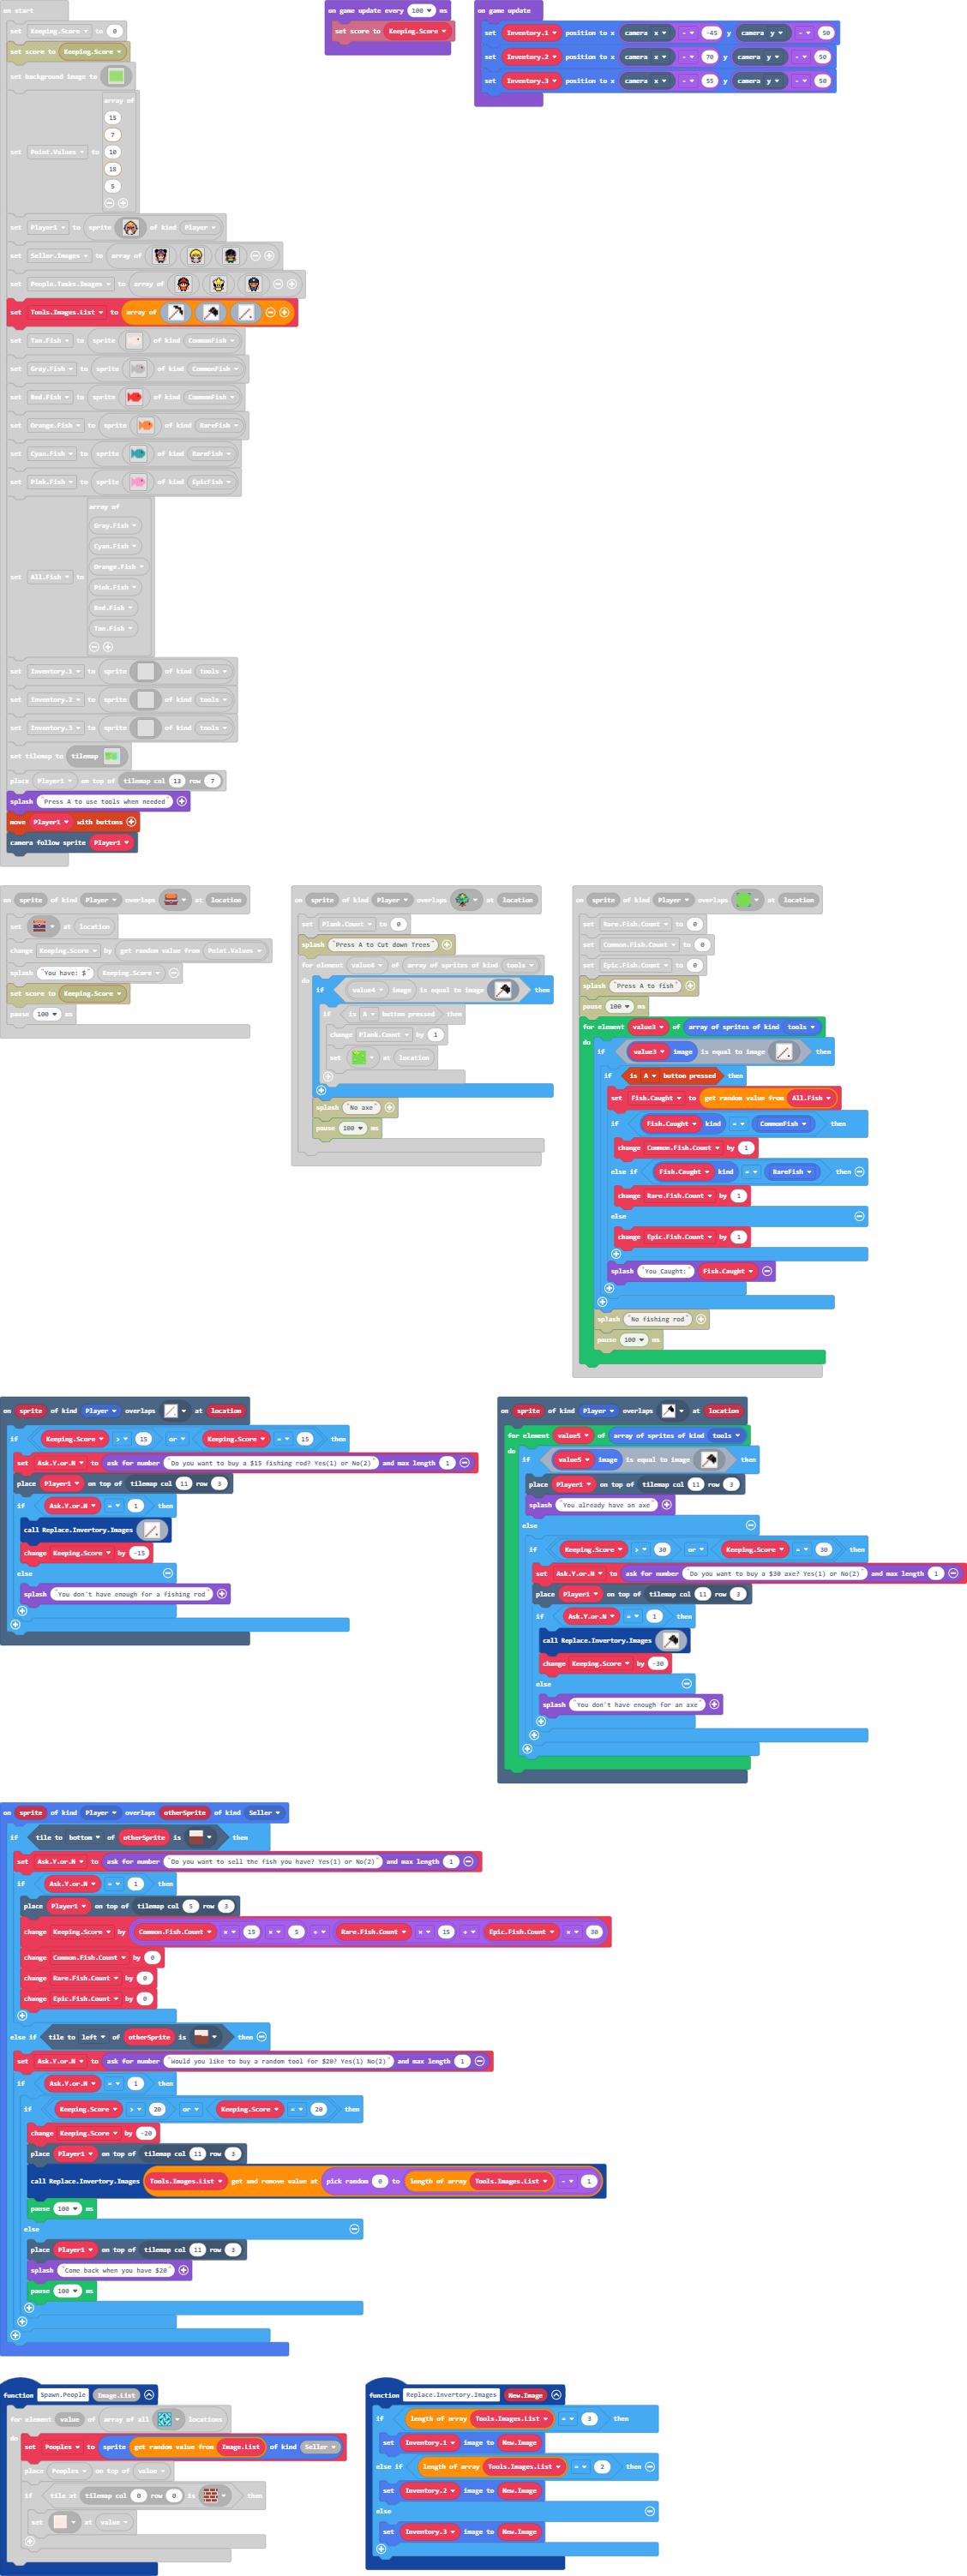 on start
set Keeping.Score to 0
set score to Keeping.Score
set background image to
set Point.Values to array of 15 7 10 18 5
set Player1 to sprite of kind Player
set Seller.Images to array of
set People.Tasks.Images to array of
set Tools.Images.List to array of
set Tan.Fish to sprite of kind CommonFish
set Gray.Fish to sprite of kind CommonFish
set Red.Fish to sprite of kind CommonFish
set Orange.Fish to sprite of kind RareFish
set Cyan.Fish to sprite of kind RareFish
set Pink.Fish to sprite of kind EpicFish
set All.Fish to array of
Gray.Fish
Cyan.Fish
Orange.Fish
Pink.Fish
Red.Fish
Tan.Fish
set Inventory.1 to sprite of kind tools
set Inventory.2 to sprite of kind tools
set Inventory.3 to sprite of kind tools
set tilemap to tilemap
place Player1 on top of tilemap col 13 row 7
splash "Press A to use tools when needed"
move Player1 with buttons
camera follow sprite Player1
on game update every 100 ms
set score to Keeping.Score
on game update
set Inventory.1 position to x camera x - -45 y camera y - 50
set Inventory.2 position to x camera x - 70 y camera y - 50
set Inventory.3 position to x camera x - 55 y camera y - 50
on sprite of kind Player overlaps at location
set at location
change Keeping.Score by get random value from Point.Values
splash "You have: $" Keeping.Score
set score to Keeping.Score
pause 100 ms
on sprite of kind Player overlaps at location
set Plank.Count to 0
splash "Press A to Cut down Trees"
for element value4 of array of sprites of kind tools
do if value4 image is equal to image then
if is A button pressed then
change Plank.Count by 1
set at location
splash "No axe"
pause 100 ms
on sprite of kind Player overlaps at location
set Rare.Fish.Count to 0
set Common.Fish.Count to 0
set Epic.Fish.Count to 0
splash "Press A to fish"
pause 100 ms
for element value3 of array of sprites of kind tools
do if value3 image is equal to image then
if is A button pressed then
set Fish.Caught to get random value from All.Fish
if Fish.Caught kind = CommonFish then
change Common.Fish.Count by 1
else if Fish.Caught kind = RareFish then
change Rare.Fish.Count by 1
else
change Epic.Fish.Count by 1
splash "You Caught:" Fish.Caught
splash "No fishing rod"
pause 100 ms
on sprite of kind Player overlaps at location
if Keeping.Score > 15 or Keeping.Score = 15 then
set Ask.Y.or.N to ask for number "Do you want to buy a $15 fishing rod? Yes(1) or No(2)" and max length 1
place Player1 on top of tilemap col 11 row 3
if Ask.Y.or.N = 1 then
call Replace.Invertory.Images
change Keeping.Score by -15
else
splash "You don't have enough for a fishing rod"
on sprite of kind Player overlaps at location
for element value5 of array of sprites of kind tools
do if value5 image is equal to image then
place Player1 on top of tilemap col 11 row 3
splash "You already have an axe"
else
if Keeping.Score > 30 or Keeping.Score = 30 then
set Ask.Y.or.N to ask for number "Do you want to buy a $30 axe? Yes(1) or No(2)" and max length 1
place Player1 on top of tilemap col 11 row 3
if Ask.Y.or.N = 1 then
call Replace.Invertory.Images
change Keeping.Score by -30
else
splash "You don't have enough for an axe"
on sprite of kind Player overlaps otherSprite of kind Seller
if tile to bottom of otherSprite is then
set Ask.Y.or.N to ask for number "Do you want to sell the fish you have? Yes(1) or No(2)" and max length 1
if Ask.Y.or.N = 1 then
place Player1 on top of tilemap col 5 row 3
change Keeping.Score by Common.Fish.Count × 15 × 5 + Rare.Fish.Count × 15 + Epic.Fish.Count × 30
change Common.Fish.Count by 0
change Rare.Fish.Count by 0
change Epic.Fish.Count by 0
else if tile to left of otherSprite is then
set Ask.Y.or.N to ask for number "Would you like to buy a random tool for $20? Yes(1) No(2)" and max length 1
if Ask.Y.or.N = 1 then
if Keeping.Score > 20 or Keeping.Score = 20 then
change Keeping.Score by -20
place Player1 on top of tilemap col 11 row 3
call Replace.Invertory.Images Tools.Images.List get and remove value at pick random 0 to length of array Tools.Images.List - 1
pause 100 ms
else
place Player1 on top of tilemap col 11 row 3
splash "Come back when you have $20"
pause 100 ms
function Spawn.People Image.List
for element value of array of all locations
do set Peoples to sprite get random value from Image.List of kind Seller
place Peoples on top of value
if tile at tilemap col 0 row 0 is then
set at value
function Replace.Invertory.Images New.Image
if length of array Tools.Images.List = 3 then
set Inventory.1 image to New.Image
else if length of array Tools.Images.List = 2 then
set Inventory.2 image to New.Image
else
set Inventory.3 image to New.Image